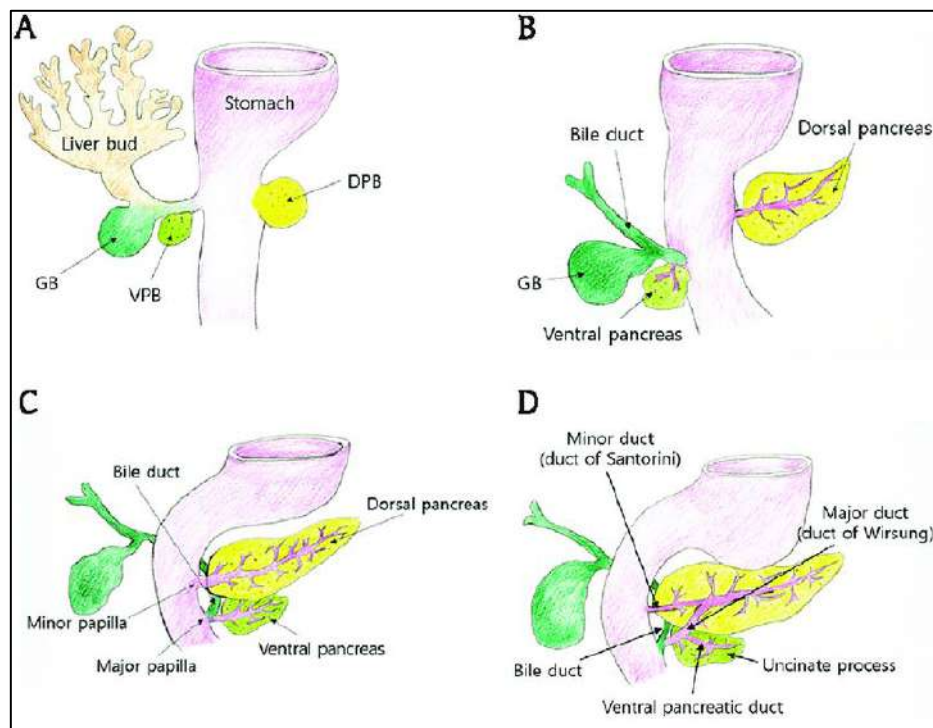 A
Stomach
Liver bud
DPB
GB
VPB
B
Bile duct
Dorsal pancreas
GB
Ventral pancreas
C
Bile duct
Dorsal pancreas
Minor papilla
Major papilla
Ventral pancreas
D
Minor duct
(duct of Santorini)
Major duct
(duct of Wirsung)
Bile duct
Uncinate process
Ventral pancreatic duct